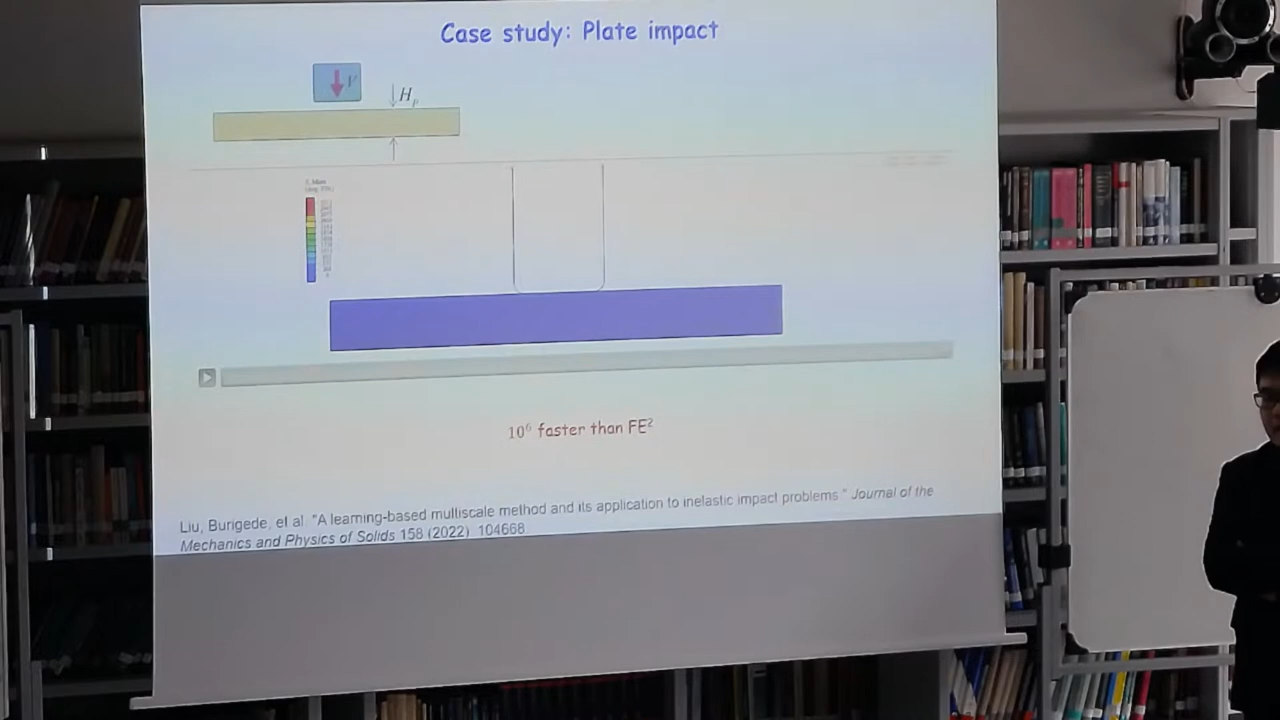 Case study: Plate impact
V
H_p
10⁶ faster than FE²
Liu, Burigede, et al. "A learning-based multiscale method and its application to inelastic impact problems." Journal of the
Mechanics and Physics of Solids 158 (2022) 104668